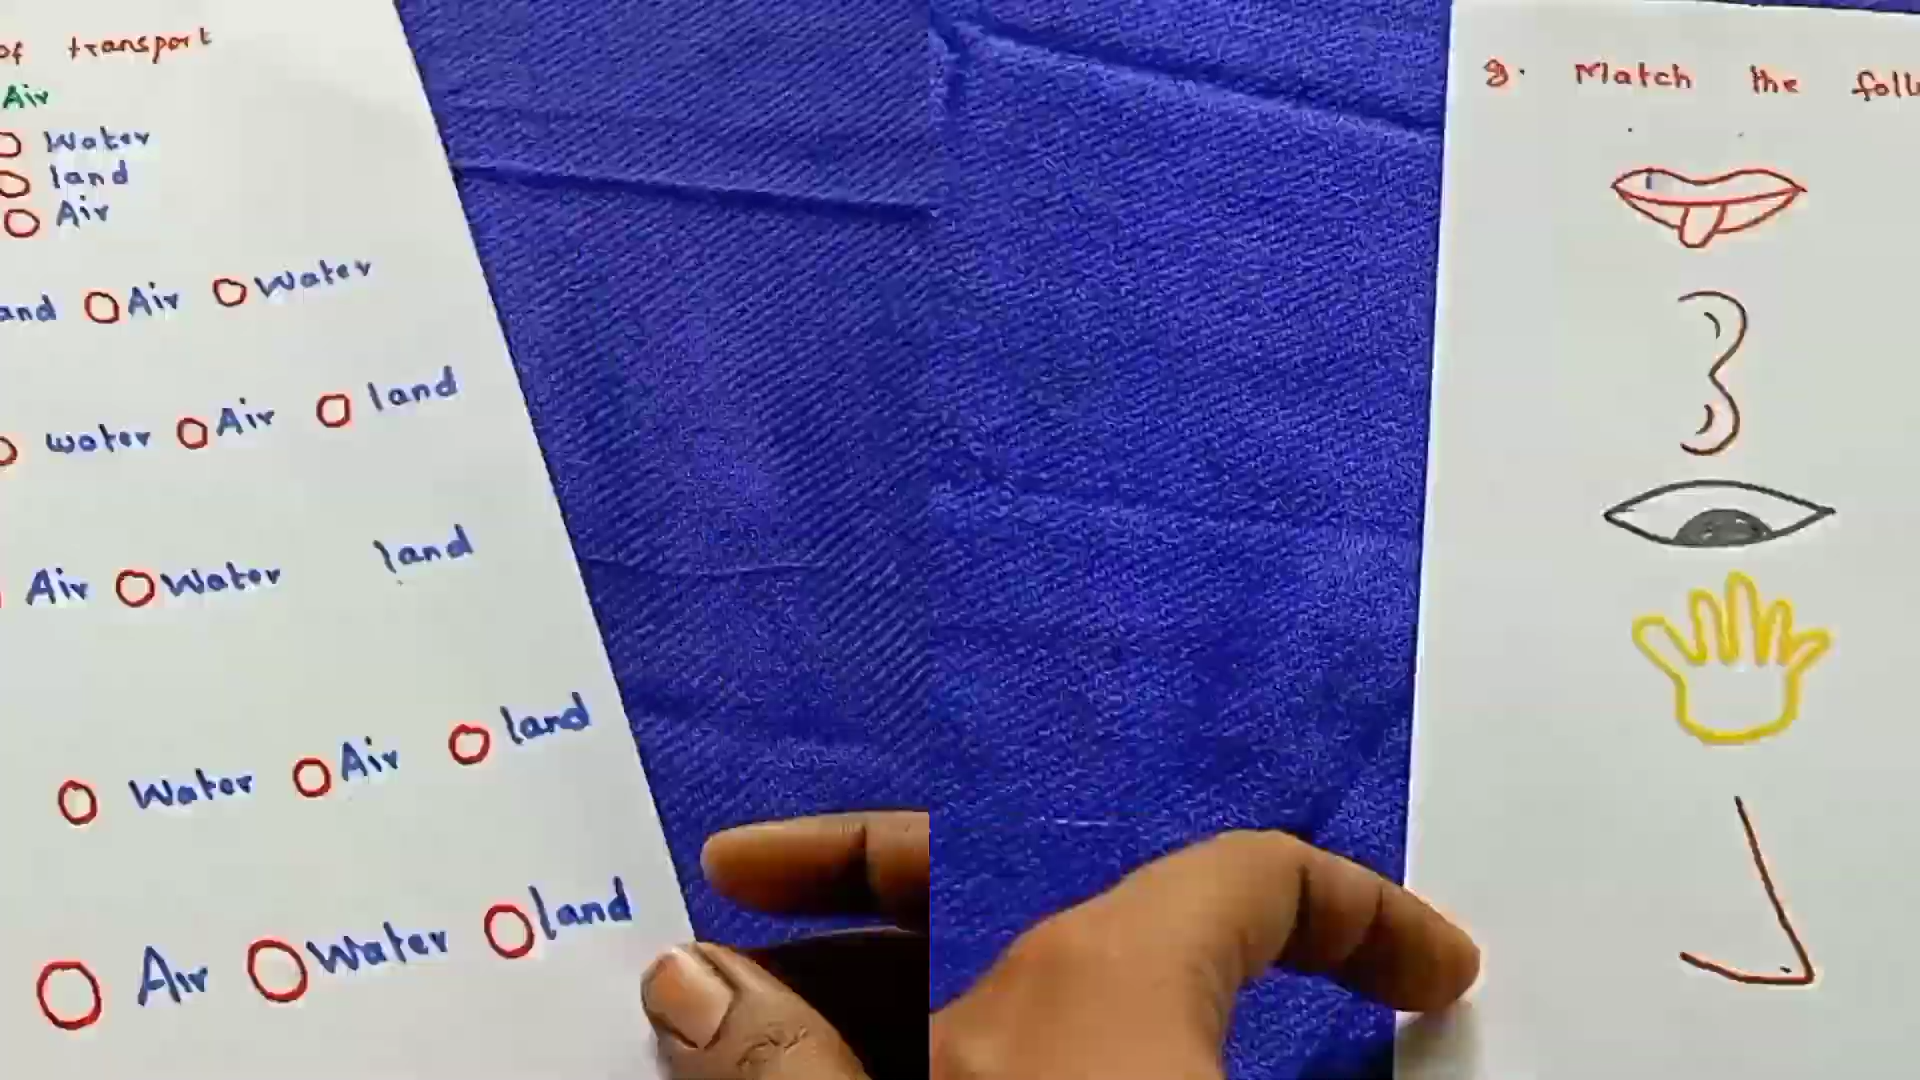 of transport
Air
Water
land
Air
and Air Water
water Air land
Air Water land
Water Air land
Air Water land
9. Match the foll